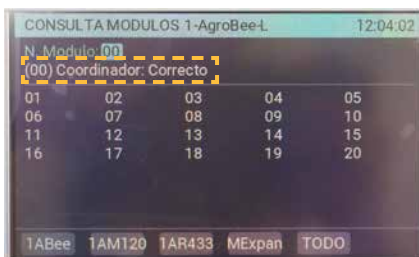 CONSULTA MODULOS 1-AgroBee-L 12:04:02
N. Modulo: 00
(00) Coordinador: Correcto
01 02 03 04 05
06 07 08 09 10
11 12 13 14 15
16 17 18 19 20
1ABee 1AM120 1AR433 MExpan TODO